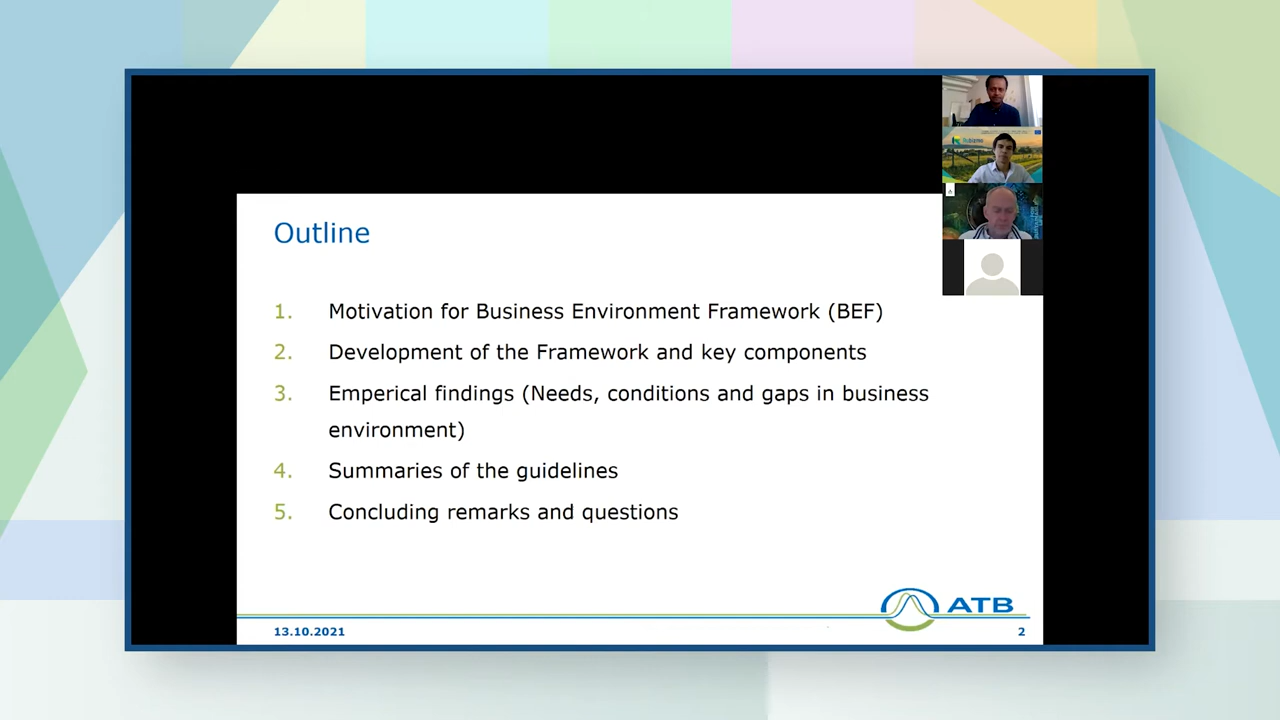 Outline
1. Motivation for Business Environment Framework (BEF)
2. Development of the Framework and key components
3. Emperical findings (Needs, conditions and gaps in business
environment)
4. Summaries of the guidelines
5. Concluding remarks and questions
ATB
13.10.2021
2